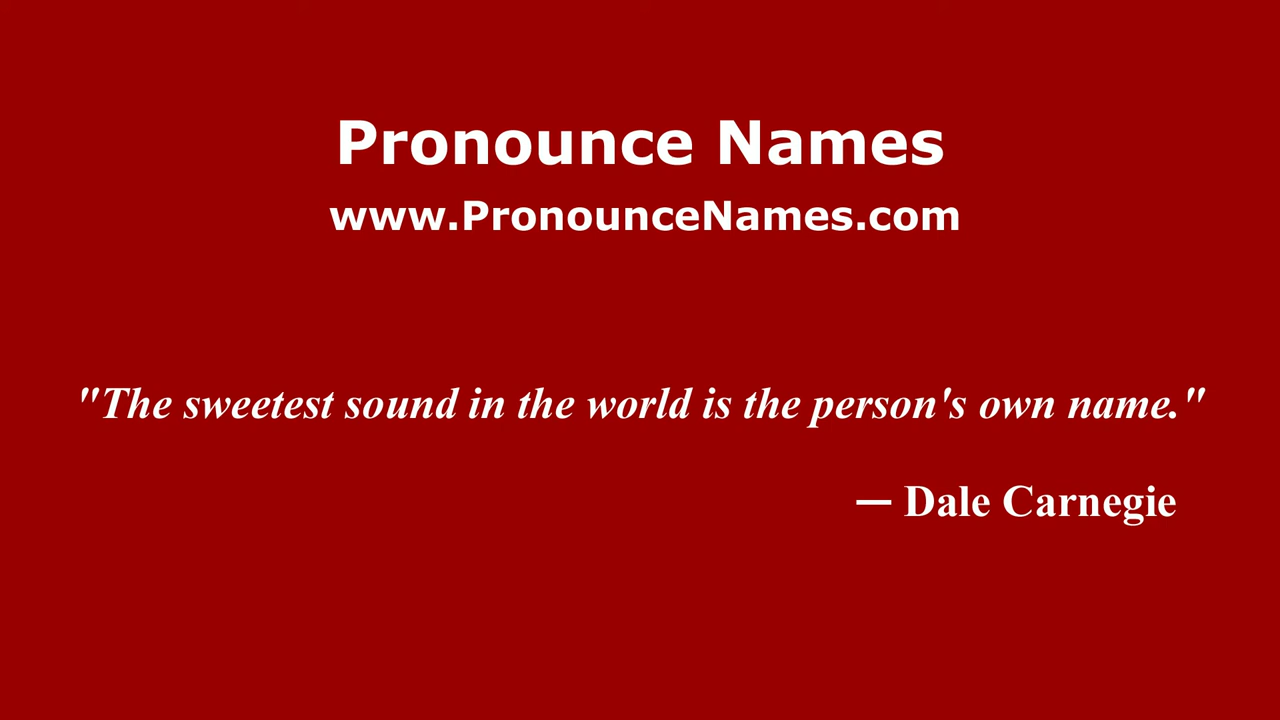 Pronounce Names
www.PronounceNames.com
"The sweetest sound in the world is the person's own name."
— Dale Carnegie